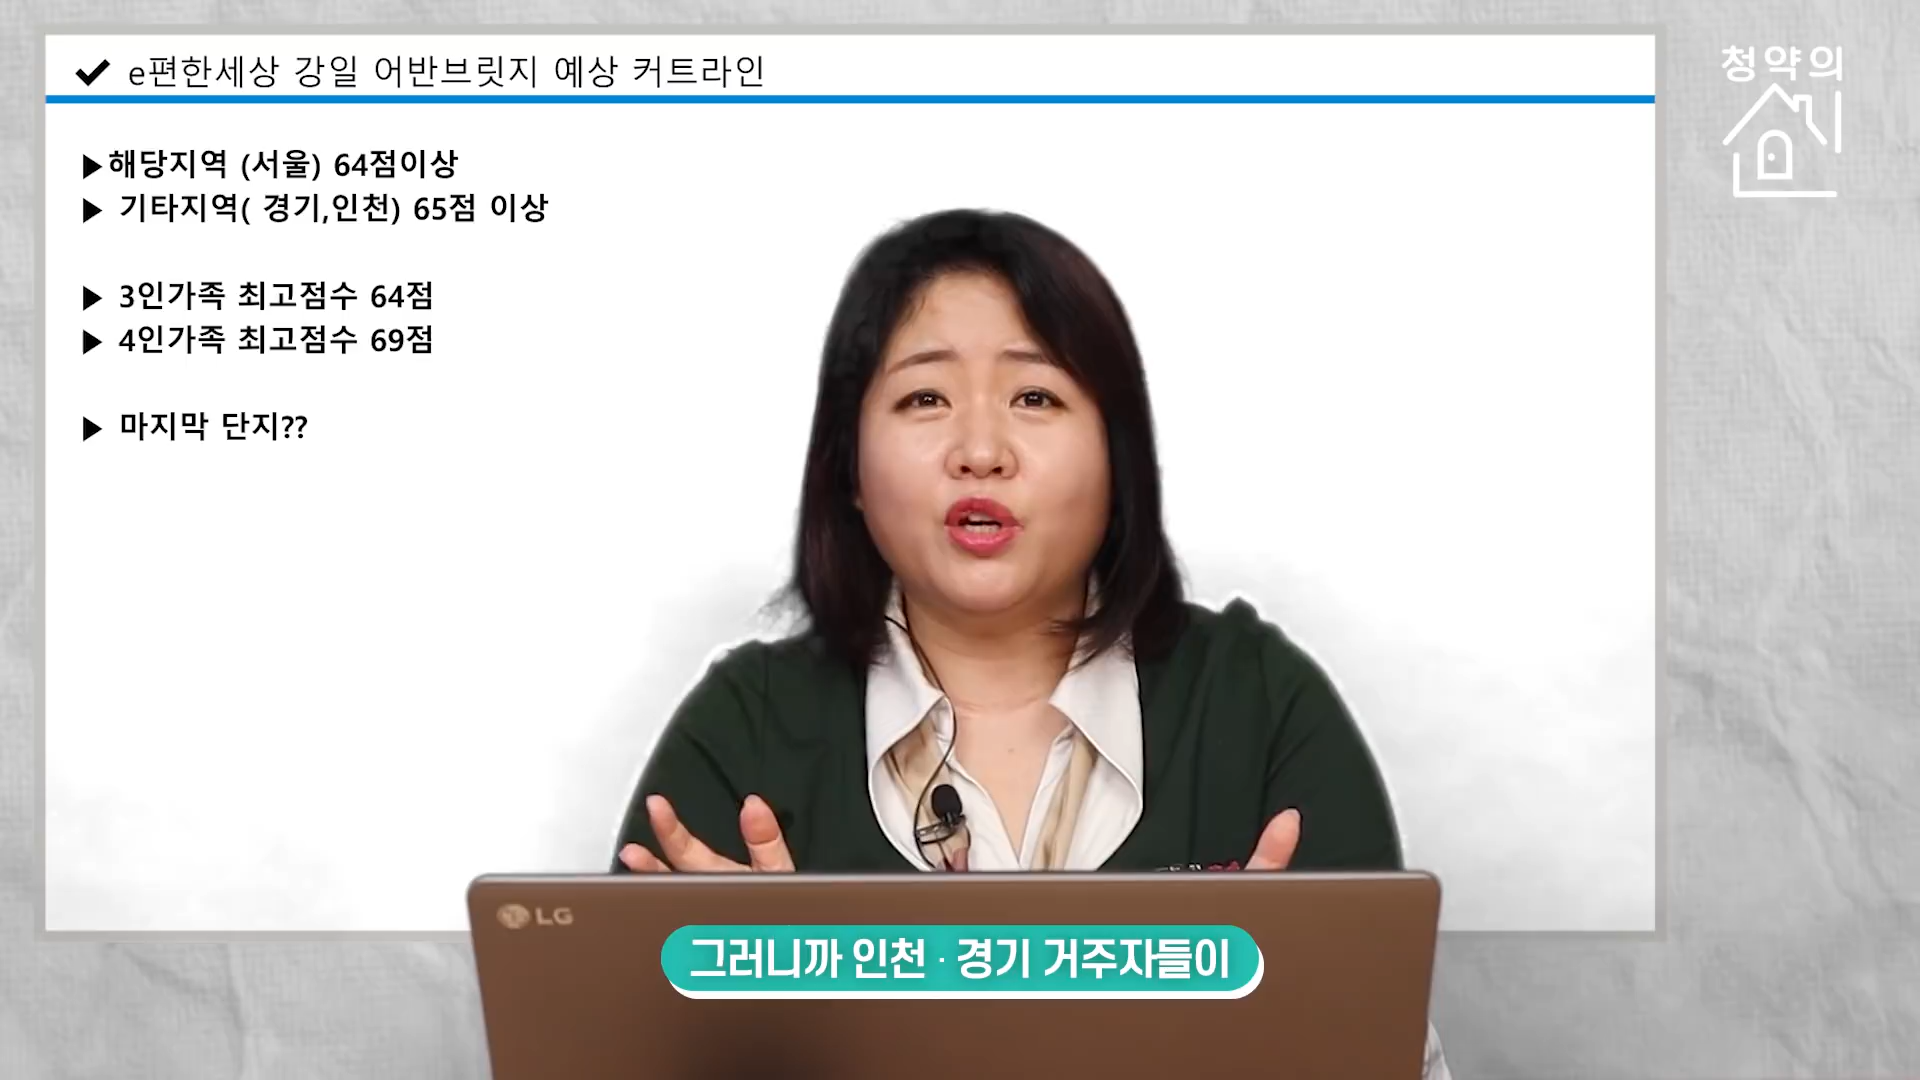 ✔ e편한세상 강일 어반브릿지 예상 커트라인
▶해당지역 (서울) 64점이상
▶ 기타지역( 경기,인천) 65점 이상
▶ 3인가족 최고점수 64점
▶ 4인가족 최고점수 69점
▶ 마지막 단지??
청약의
시
LG
그러니까 인천·경기 거주자들이